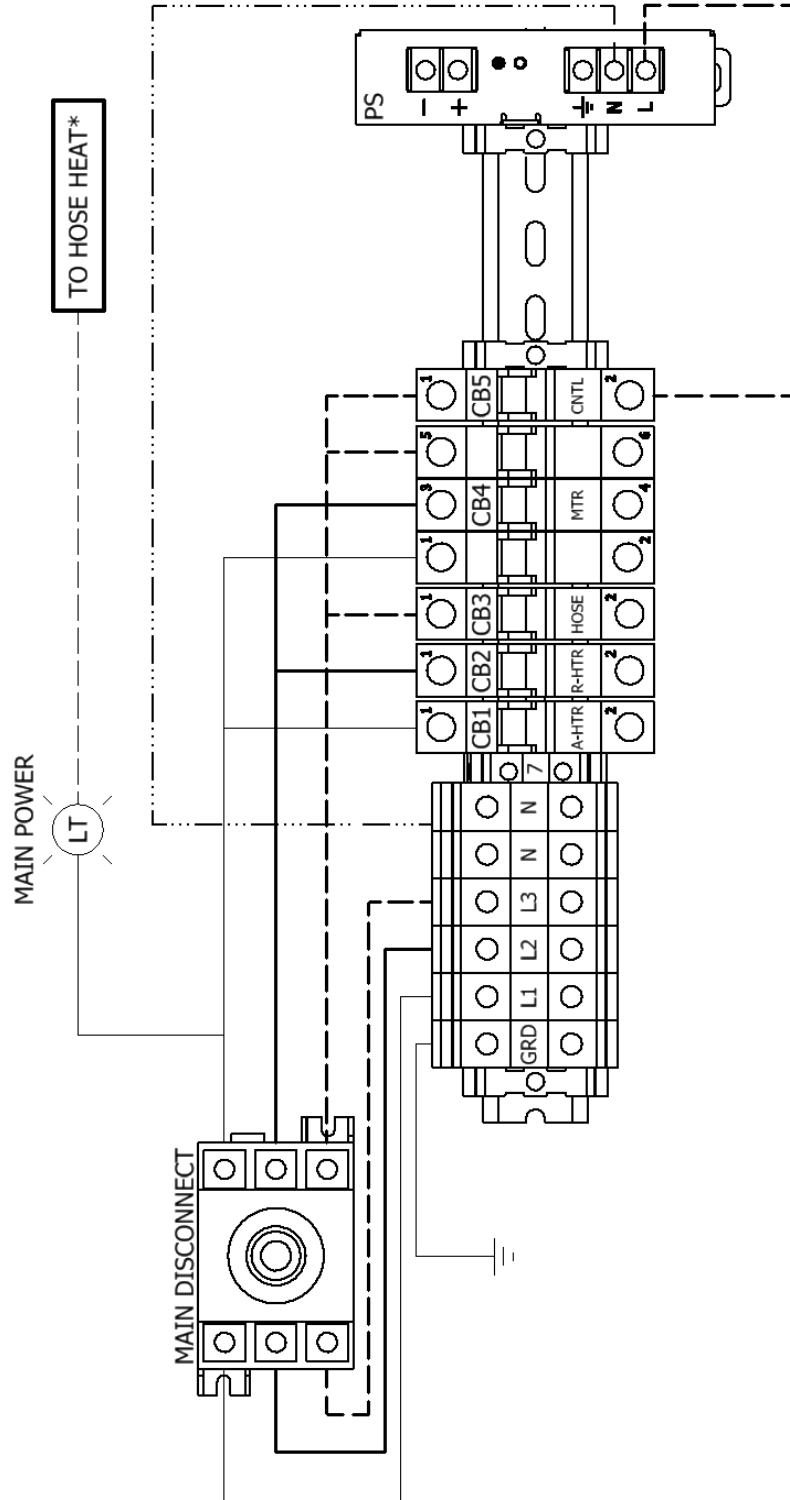 TO HOSE HEAT*
MAIN POWER
LT
MAIN DISCONNECT
PS
- +
N L
1 CB5 CNTL 2
5 6
3 CB4 MTR 4
1 2
1 CB3 HOSE 2
1 CB2 R-HTR 2
1 CB1 A-HTR 2
7
N
N
L3
L2
L1
GRD